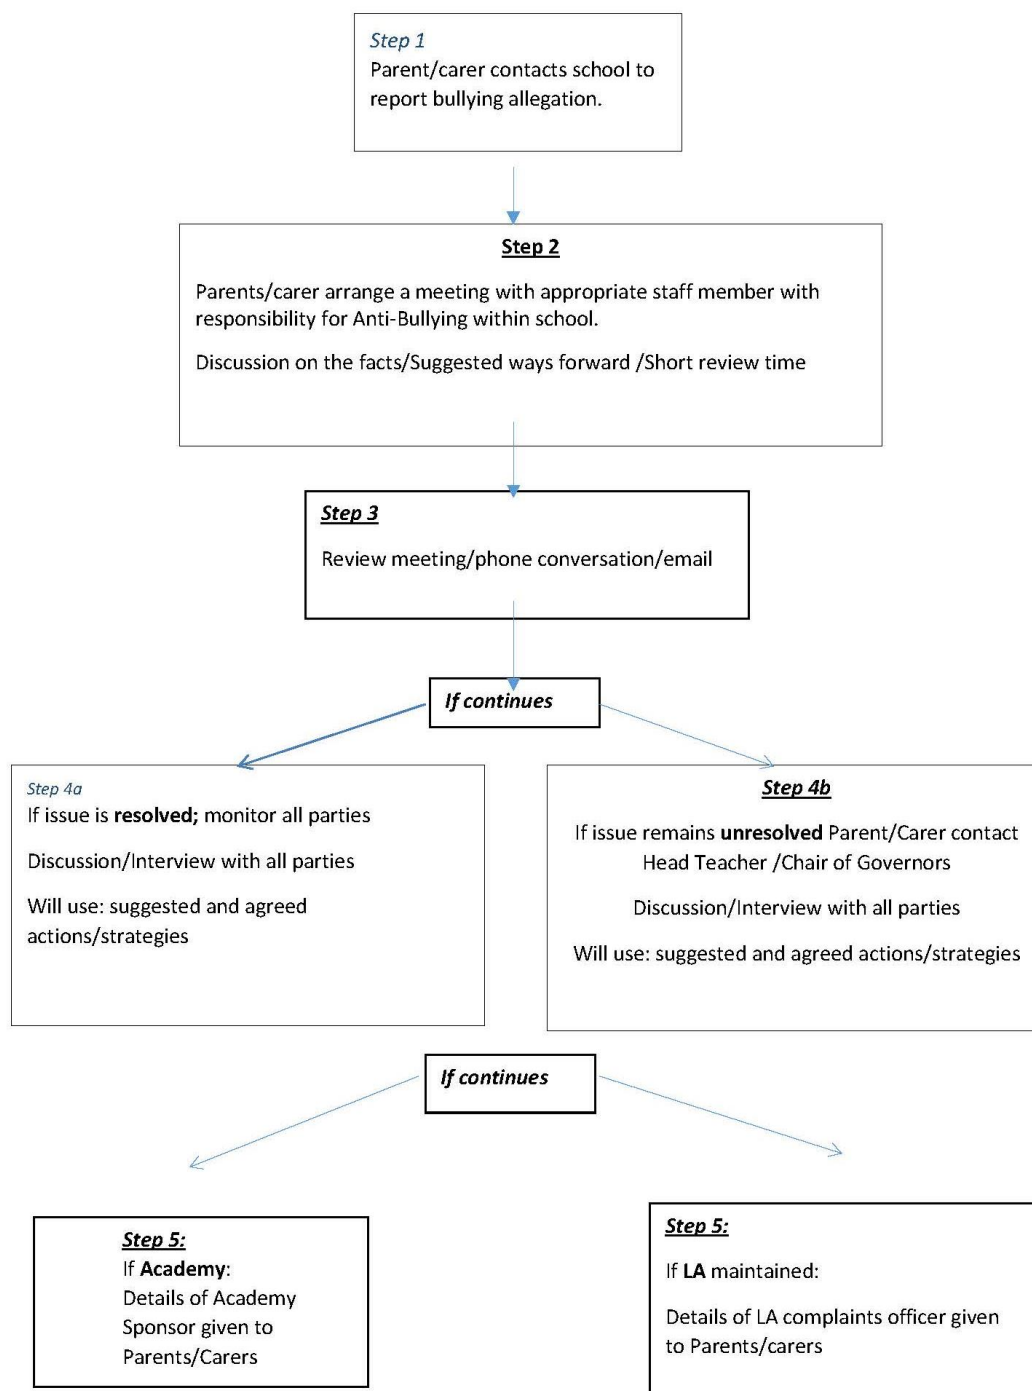 Step 1
Parent/carer contacts school to
report bullying allegation.
Step 2
Parents/carer arrange a meeting with appropriate staff member with
responsibility for Anti-Bullying within school.
Discussion on the facts/Suggested ways forward /Short review time
Step 3
Review meeting/phone conversation/email
If continues
Step 4a
If issue is resolved; monitor all parties
Discussion/Interview with all parties
Will use: suggested and agreed
actions/strategies
Step 4b
If issue remains unresolved Parent/Carer contact
Head Teacher /Chair of Governors
Discussion/Interview with all parties
Will use: suggested and agreed actions/strategies
If continues
Step 5:
If Academy:
Details of Academy
Sponsor given to
Parents/Carers
Step 5:
If LA maintained:
Details of LA complaints officer given
to Parents/carers